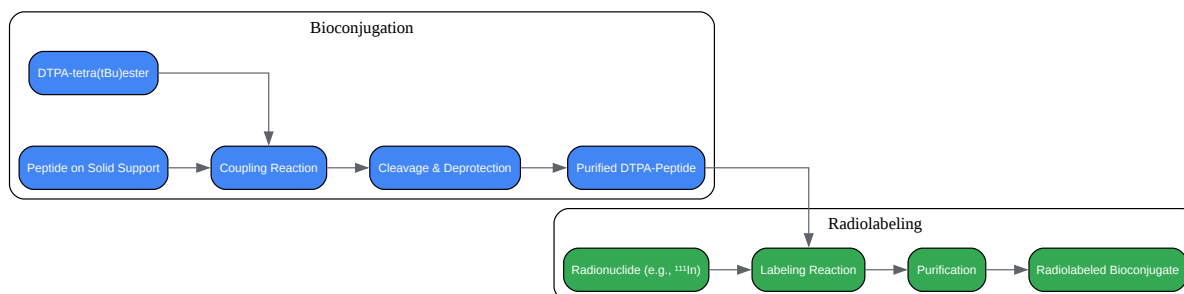 Bioconjugation
DTPA-tetra(tBu)ester
Peptide on Solid Support
Coupling Reaction
Cleavage & Deprotection
Purified DTPA-Peptide
Radiolabeling
Radionuclide (e.g., ¹¹¹In)
Labeling Reaction
Purification
Radiolabeled Bioconjugate